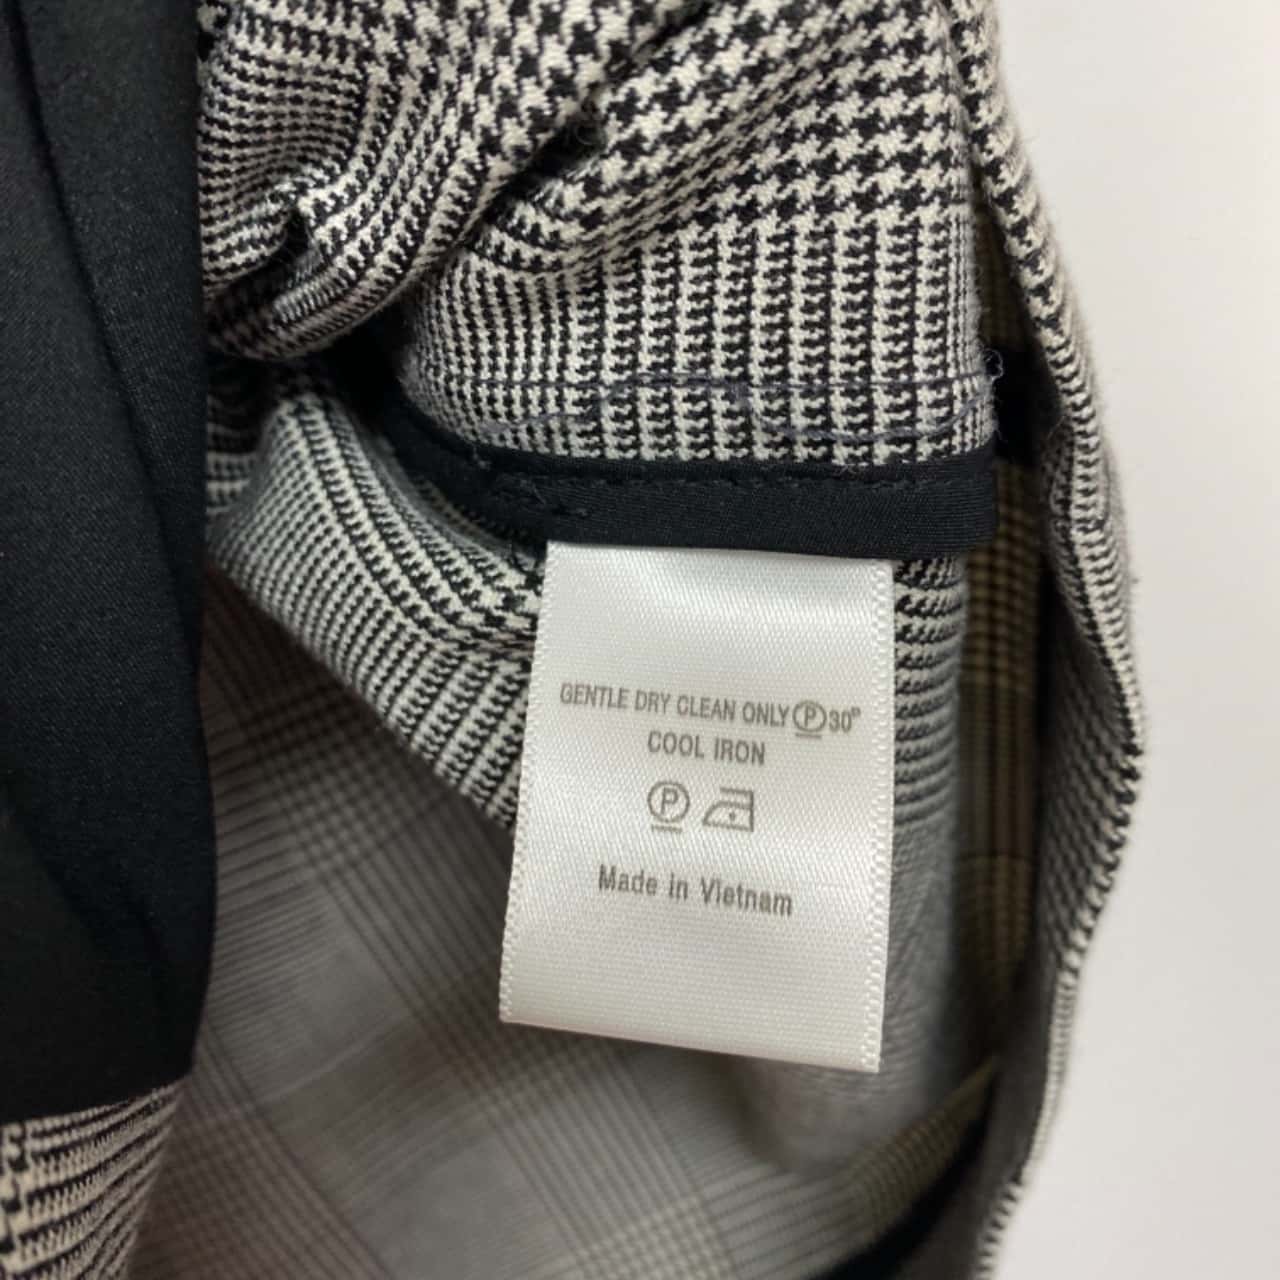 GENTLE DRY CLEAN ONLY Ⓟ 30°
COOL IRON
Ⓟ
Made in Vietnam